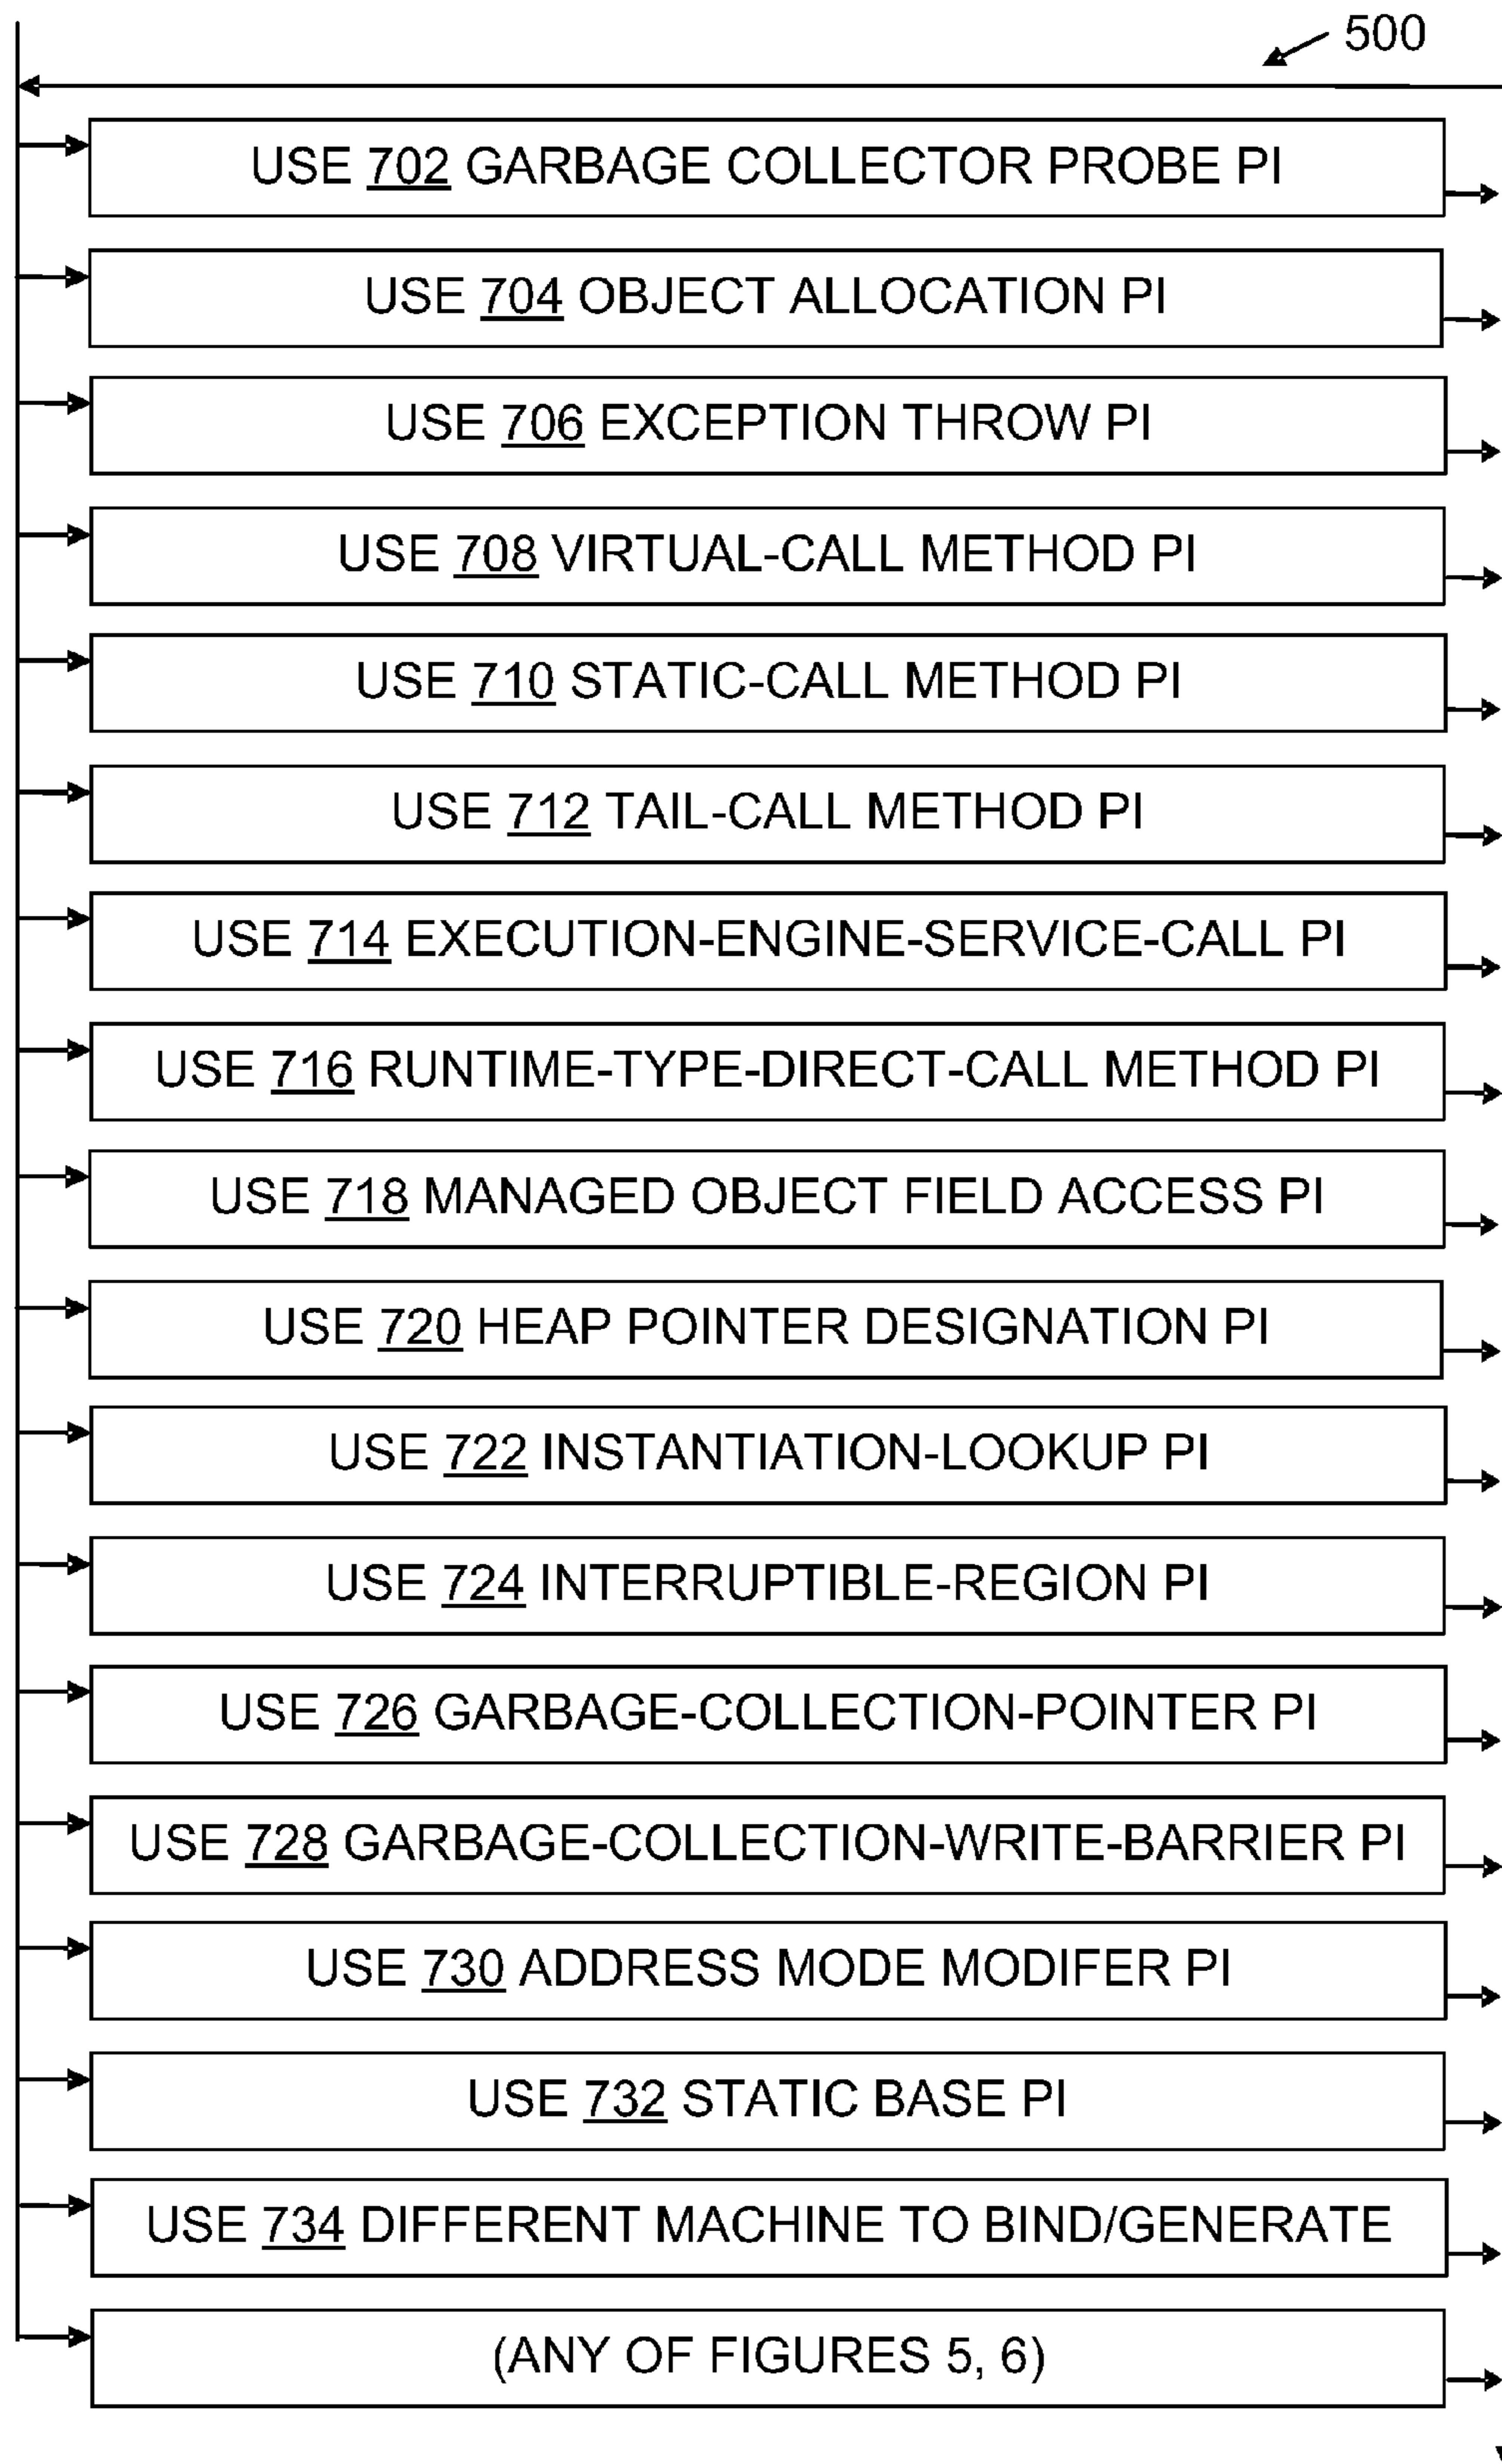 500
USE 702 GARBAGE COLLECTOR PROBE PI
USE 704 OBJECT ALLOCATION PI
USE 706 EXCEPTION THROW PI
USE 708 VIRTUAL-CALL METHOD PI
USE 710 STATIC-CALL METHOD PI
USE 712 TAIL-CALL METHOD PI
USE 714 EXECUTION-ENGINE-SERVICE-CALL PI
USE 716 RUNTIME-TYPE-DIRECT-CALL METHOD PI
USE 718 MANAGED OBJECT FIELD ACCESS PI
USE 720 HEAP POINTER DESIGNATION PI
USE 722 INSTANTIATION-LOOKUP PI
USE 724 INTERRUPTIBLE-REGION PI
USE 726 GARBAGE-COLLECTION-POINTER PI
USE 728 GARBAGE-COLLECTION-WRITE-BARRIER PI
USE 730 ADDRESS MODE MODIFER PI
USE 732 STATIC BASE PI
USE 734 DIFFERENT MACHINE TO BIND/GENERATE
(ANY OF FIGURES 5, 6)